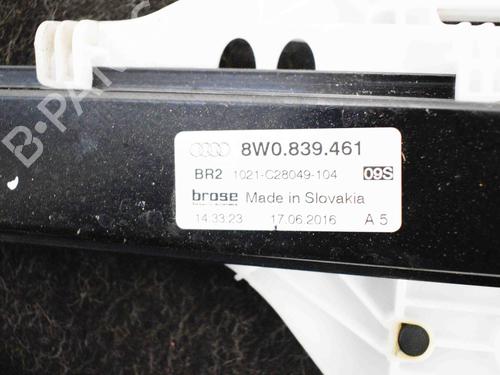 8W0.839.461
BR2 1021-C28049-104 09S
brose Made in Slovakia
14.33.23 17.06.2016 A 5
B-PARTS